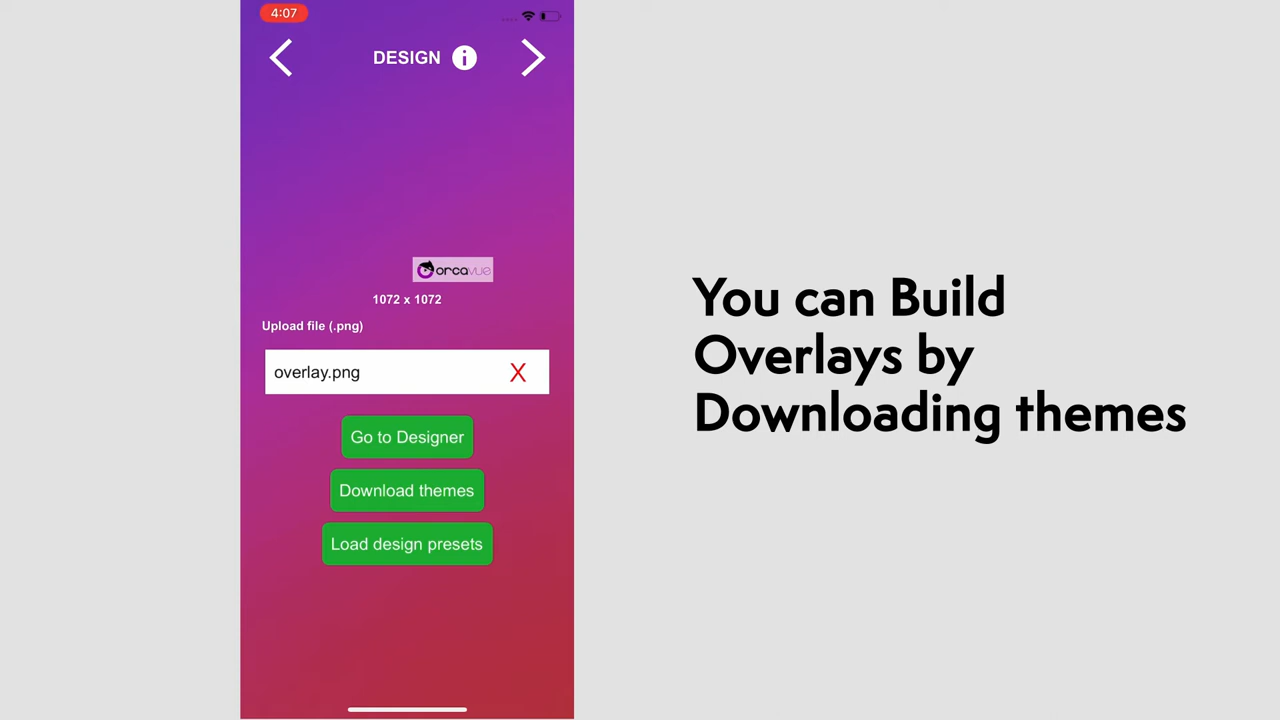 4:07
DESIGN i
orcavue
1072 x 1072
Upload file (.png)
overlay.png X
Go to Designer
Download themes
Load design presets
You can Build
Overlays by
Downloading themes